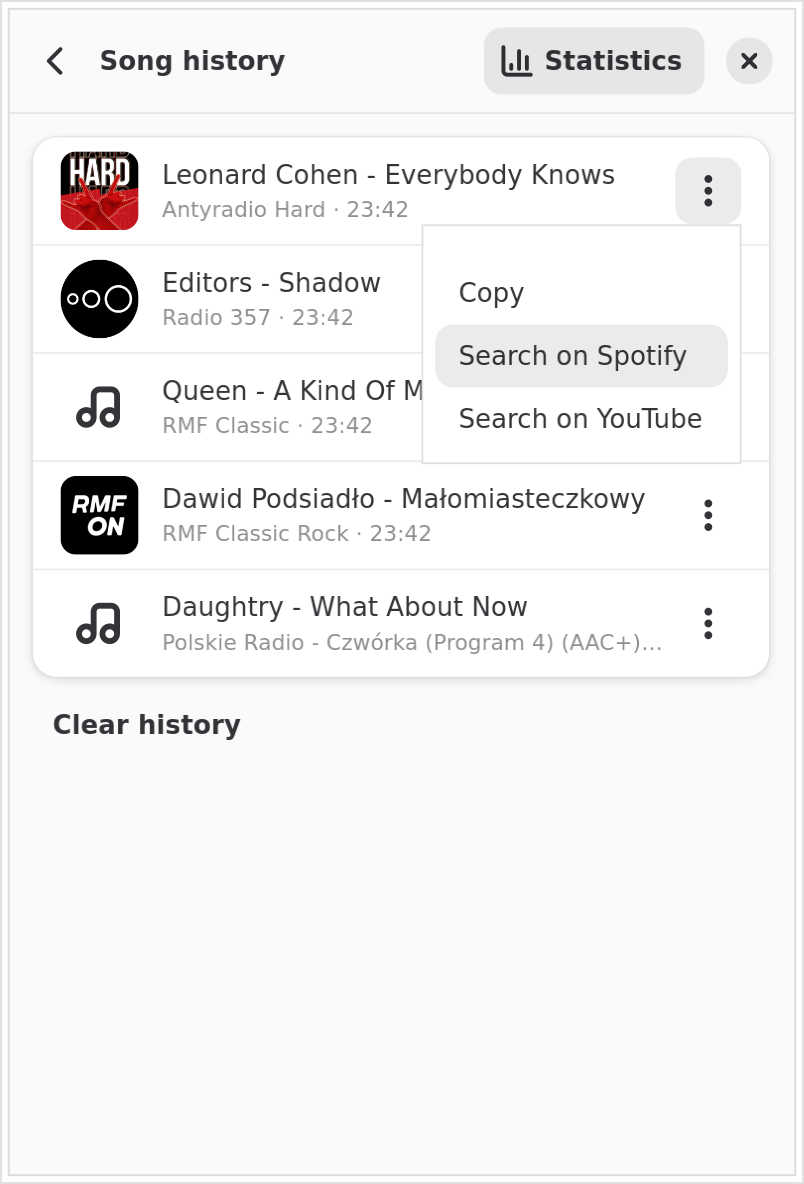 Song history
Statistics
HARD
Leonard Cohen - Everybody Knows
Antyradio Hard · 23:42
Copy
Search on Spotify
Search on YouTube
Editors - Shadow
Radio 357 · 23:42
Queen - A Kind Of M
RMF Classic · 23:42
RMF
ON
Dawid Podsiadło - Małomiasteczkowy
RMF Classic Rock · 23:42
Daughtry - What About Now
Polskie Radio - Czwórka (Program 4) (AAC+)…
Clear history